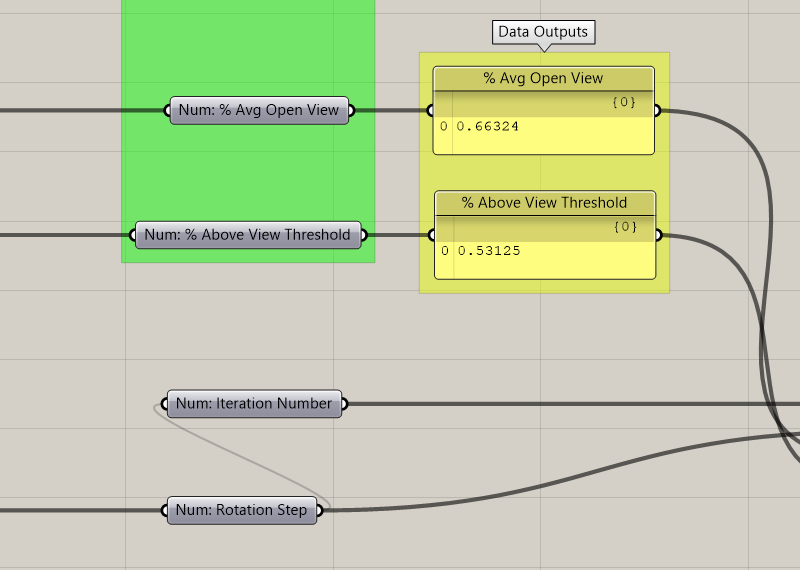 Data Outputs
Num: % Avg Open View
% Avg Open View
{0}
0 0.66324
Num: % Above View Threshold
% Above View Threshold
{0}
0 0.53125
Num: Iteration Number
Num: Rotation Step